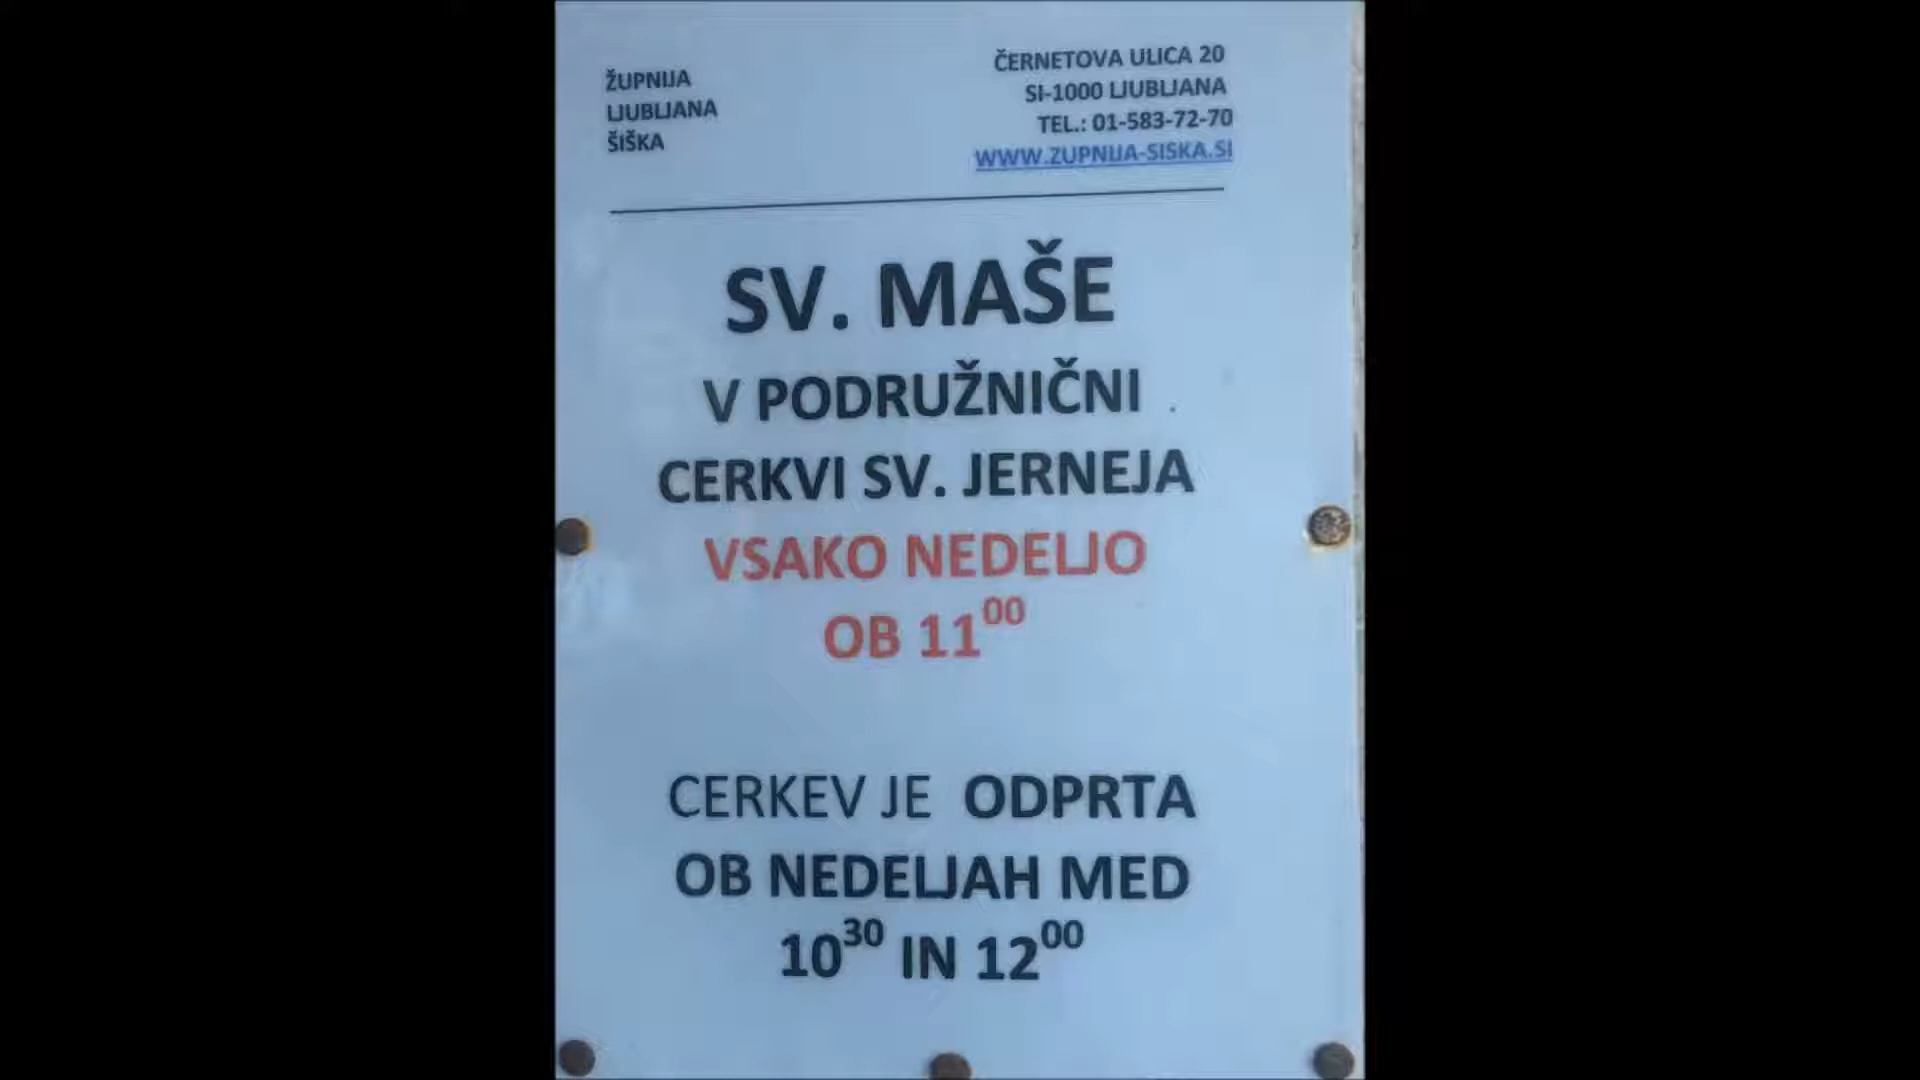 ŽUPNIJA
LJUBLJANA
ŠIŠKA
ČERNETOVA ULICA 20
SI-1000 LJUBLJANA
TEL.: 01-583-72-70
WWW.ZUPNIJA-SISKA.SI
SV. MAŠE
V PODRUŽNIČNI
CERKVI SV. JERNEJA
VSAKO NEDELJO
OB 11⁰⁰
CERKEV JE ODPRTA
OB NEDELJAH MED
10³⁰ IN 12⁰⁰